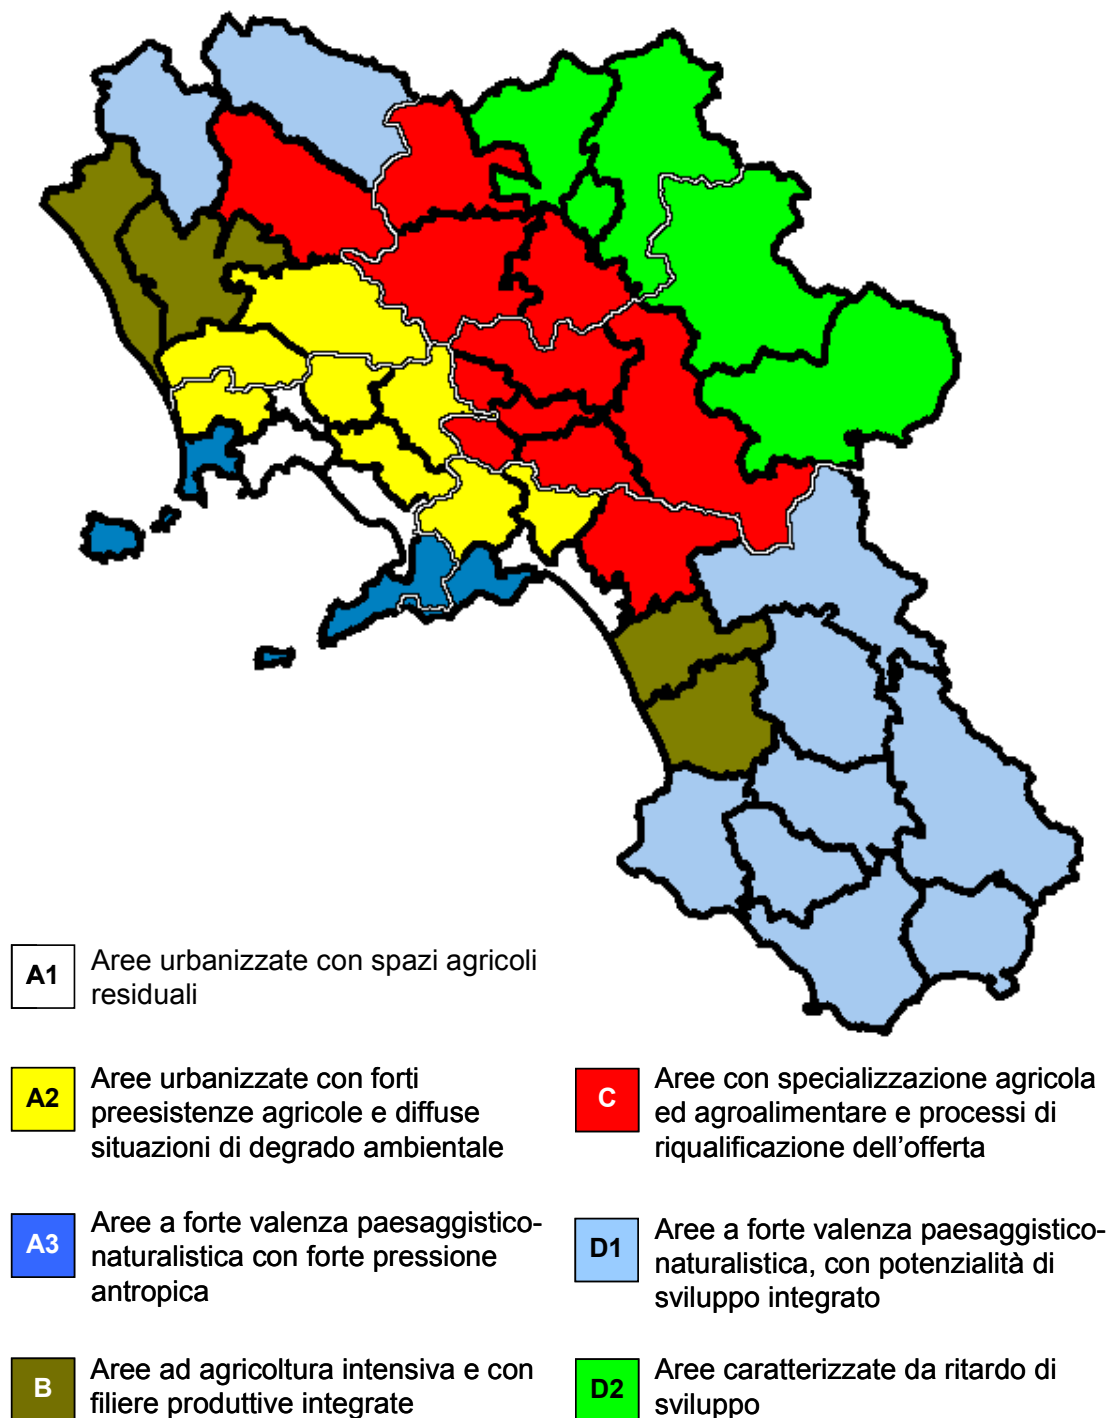 A1
Aree urbanizzate con spazi agricoli
residuali
A2
Aree urbanizzate con forti
preesistenze agricole e diffuse
situazioni di degrado ambientale
C
Aree con specializzazione agricola
ed agroalimentare e processi di
riqualificazione dell'offerta
A3
Aree a forte valenza paesaggistico-
naturalistica con forte pressione
antropica
D1
Aree a forte valenza paesaggistico-
naturalistica, con potenzialità di
sviluppo integrato
B
Aree ad agricoltura intensiva e con
filiere produttive integrate
D2
Aree caratterizzate da ritardo di
sviluppo